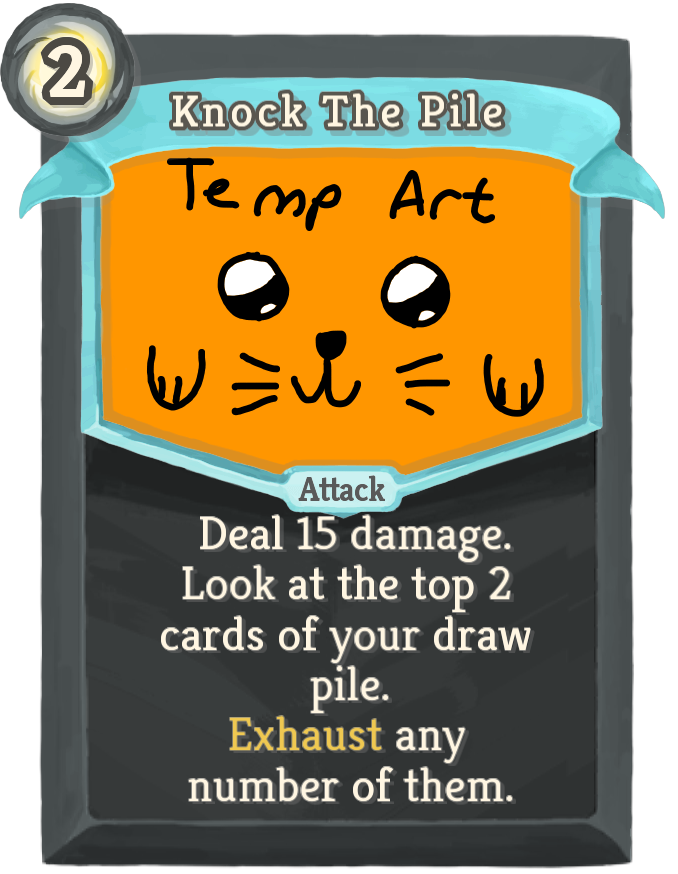 2
Knock The Pile
Temp Art
Attack
Deal 15 damage.
Look at the top 2
cards of your draw
pile.
Exhaust any
number of them.